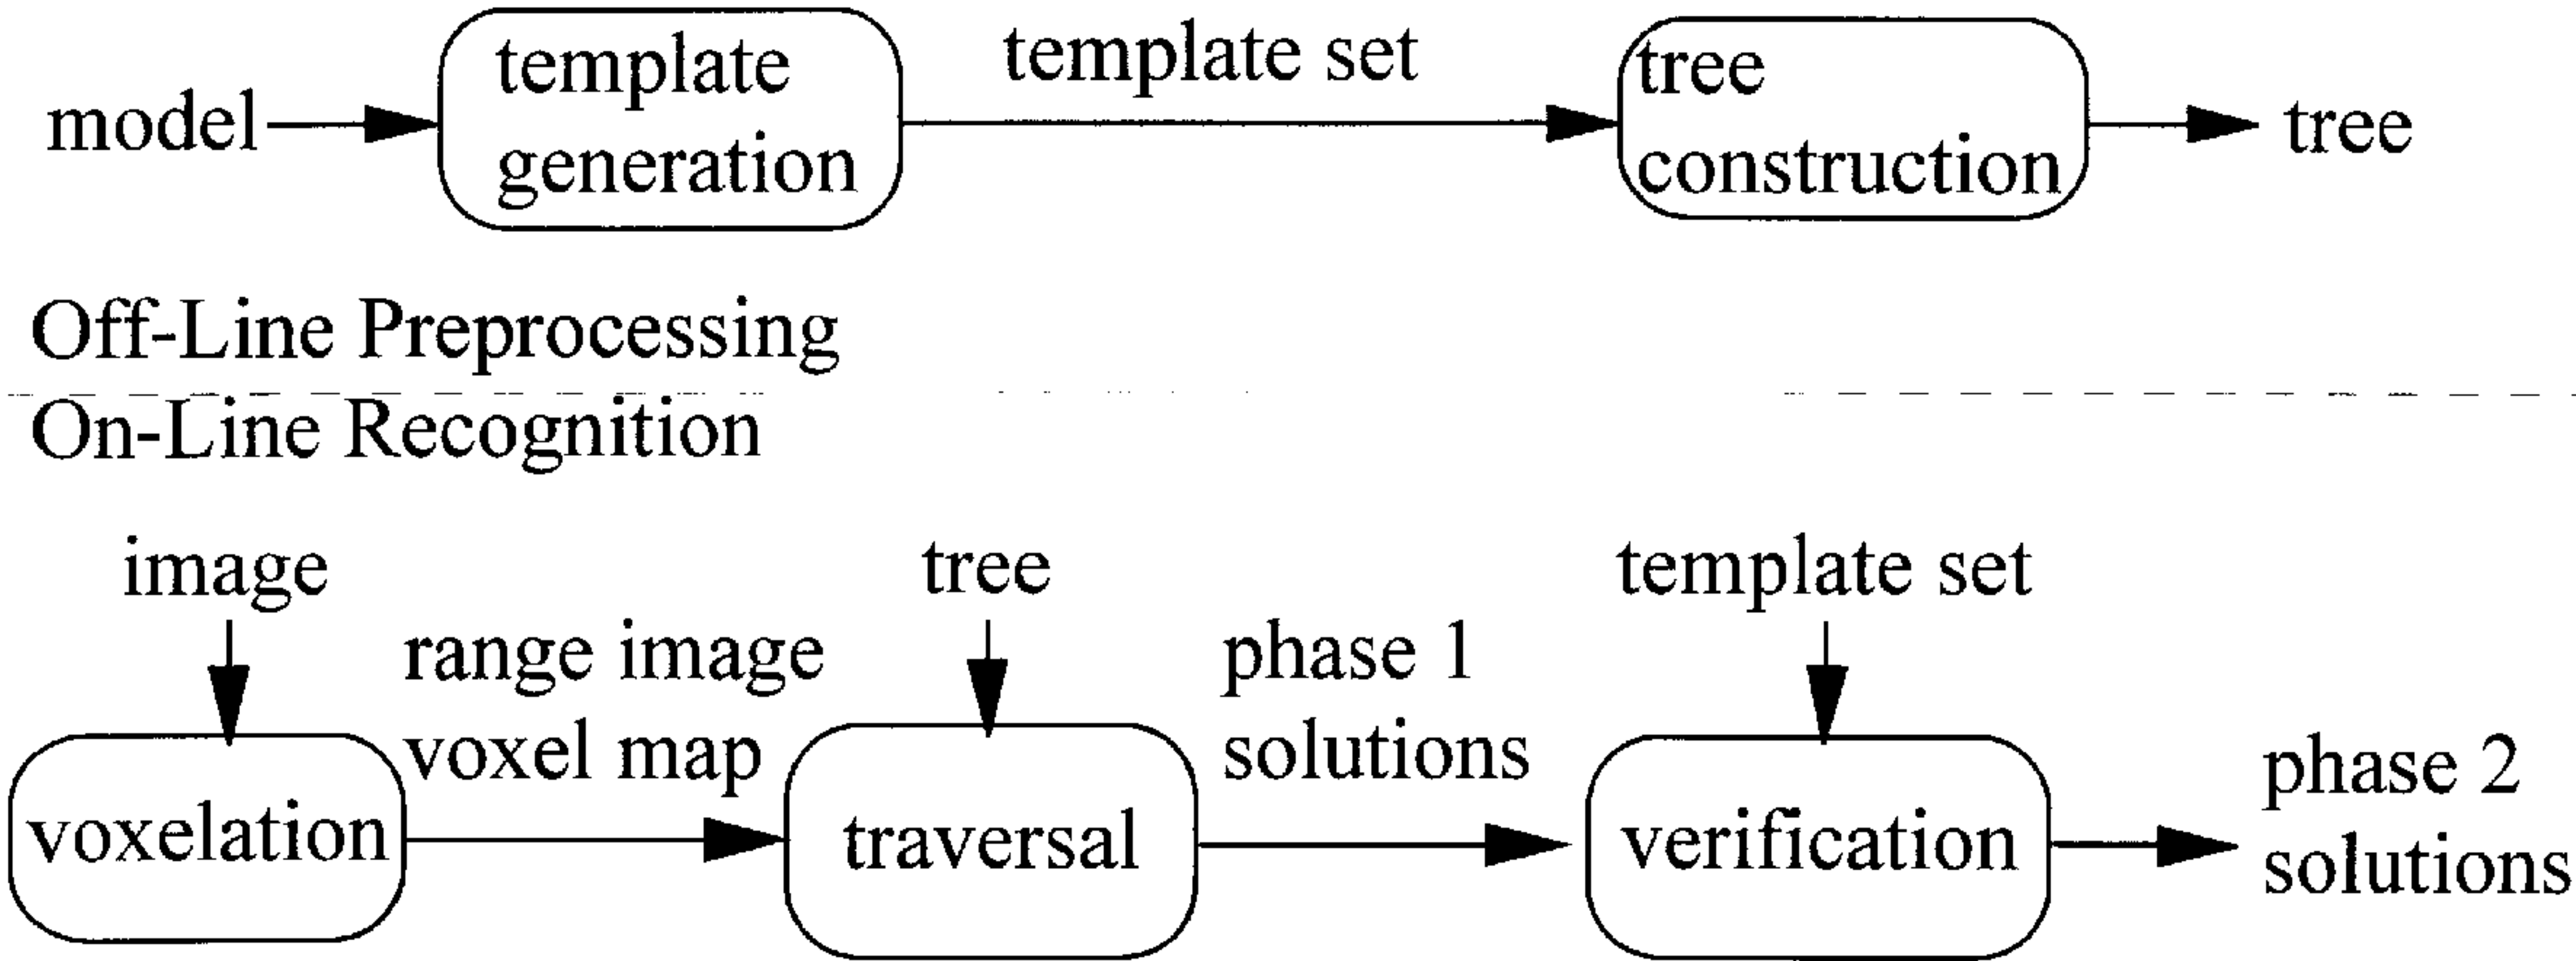 model
template
generation
template set
tree
construction
tree
Off-Line Preprocessing
On-Line Recognition
image
tree
template set
range image
voxel map
phase 1
solutions
voxelation
traversal
verification
phase 2
solutions